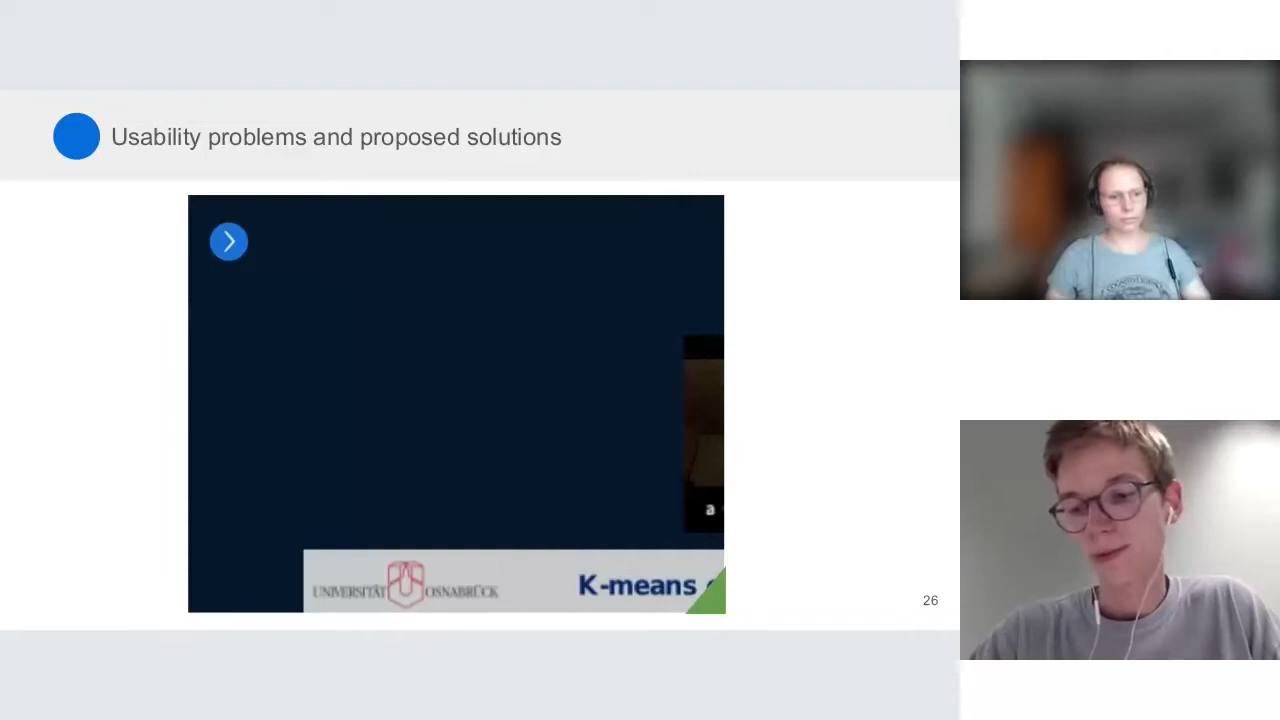 Usability problems and proposed solutions
a
UNIVERSITÄT OSNABRÜCK
K-means
26